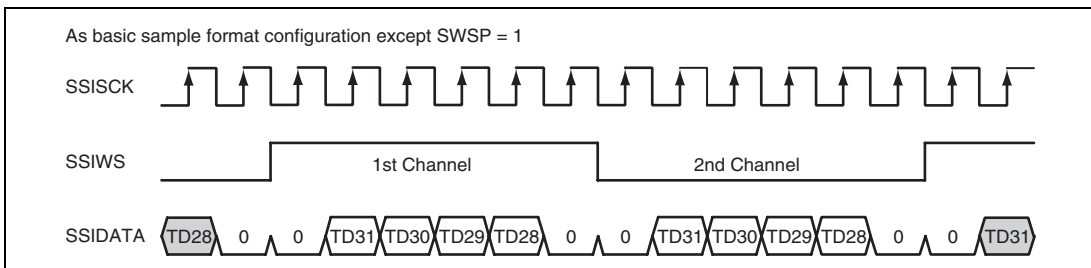 As basic sample format configuration except SWSP = 1
SSISCK
SSIWS 1st Channel 2nd Channel
SSIDATA TD28 0 0 TD31 TD30 TD29 TD28 0 0 TD31 TD30 TD29 TD28 0 0 TD31